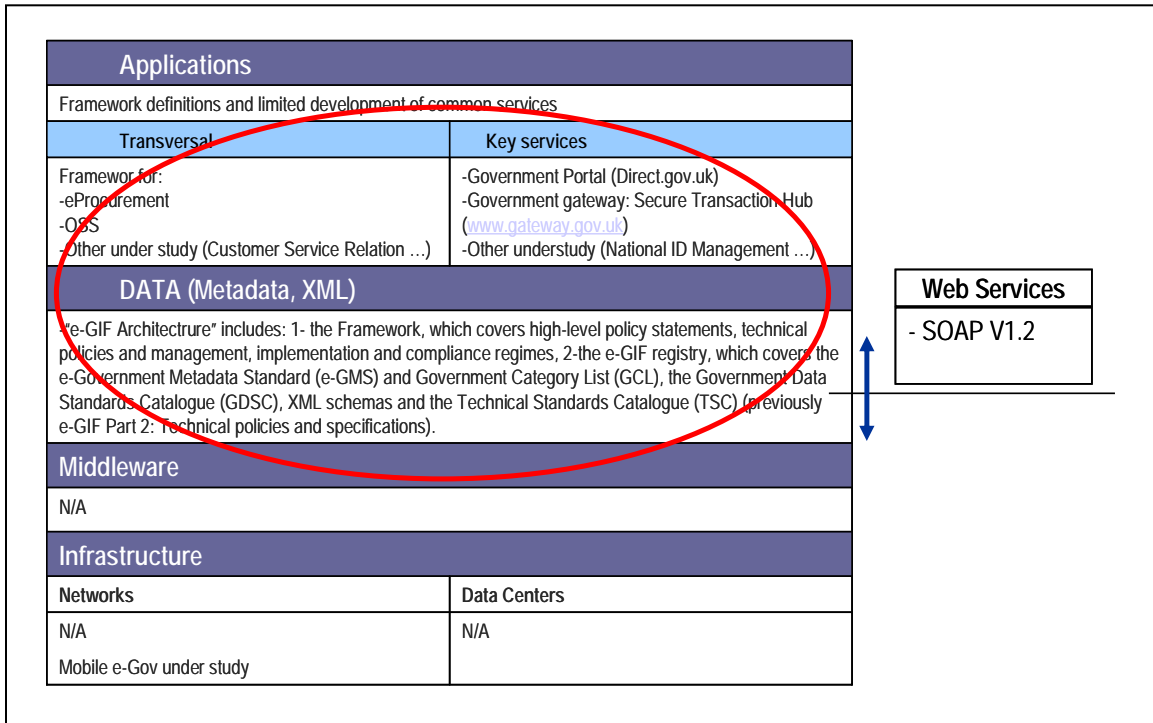 Applications
Framework definitions and limited development of common services
Transversal
Key services
Framewor for:
-eProcurement
-OSS
-Other under study (Customer Service Relation …)
-Government Portal (Direct.gov.uk)
-Government gateway: Secure Transaction Hub
(www.gateway.gov.uk)
-Other understudy (National ID Management …)
DATA (Metadata, XML)
-"e-GIF Architectrure" includes: 1- the Framework, which covers high-level policy statements, technical
policies and management, implementation and compliance regimes, 2-the e-GIF registry, which covers the
e-Government Metadata Standard (e-GMS) and Government Category List (GCL), the Government Data
Standards Catalogue (GDSC), XML schemas and the Technical Standards Catalogue (TSC) (previously
e-GIF Part 2: Technical policies and specifications).
Web Services
- SOAP V1.2
Middleware
N/A
Infrastructure
Networks
Data Centers
N/A
Mobile e-Gov under study
N/A